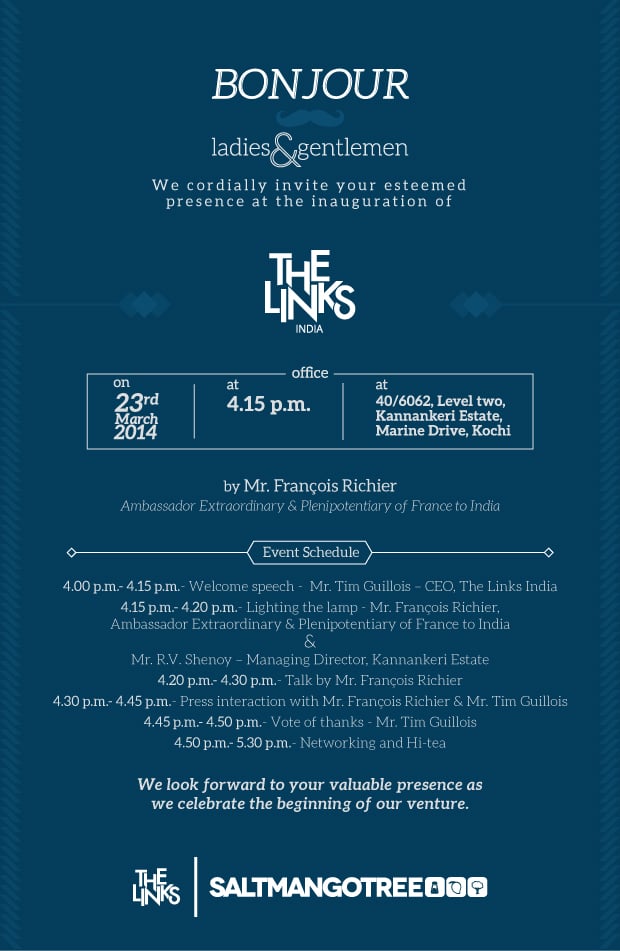 BONJOUR
ladies&gentlemen
We cordially invite your esteemed
presence at the inauguration of
THE
LINKS
INDIA
office
on
23rd
March
2014
at
4.15 p.m.
at
40/6062, Level two,
Kannankeri Estate,
Marine Drive, Kochi
by Mr. François Richier
Ambassador Extraordinary & Plenipotentiary of France to India
Event Schedule
4.00 p.m.- 4.15 p.m.- Welcome speech - Mr. Tim Guillois – CEO, The Links India
4.15 p.m.- 4.20 p.m.- Lighting the lamp - Mr. François Richier,
Ambassador Extraordinary & Plenipotentiary of France to India
&
Mr. R.V. Shenoy – Managing Director, Kannankeri Estate
4.20 p.m.- 4.30 p.m.- Talk by Mr. François Richier
4.30 p.m.- 4.45 p.m.- Press interaction with Mr. François Richier & Mr. Tim Guillois
4.45 p.m.- 4.50 p.m.- Vote of thanks - Mr. Tim Guillois
4.50 p.m.- 5.30 p.m.- Networking and Hi-tea
We look forward to your valuable presence as
we celebrate the beginning of our venture.
THE
LINKS
SALTMANGOTREE